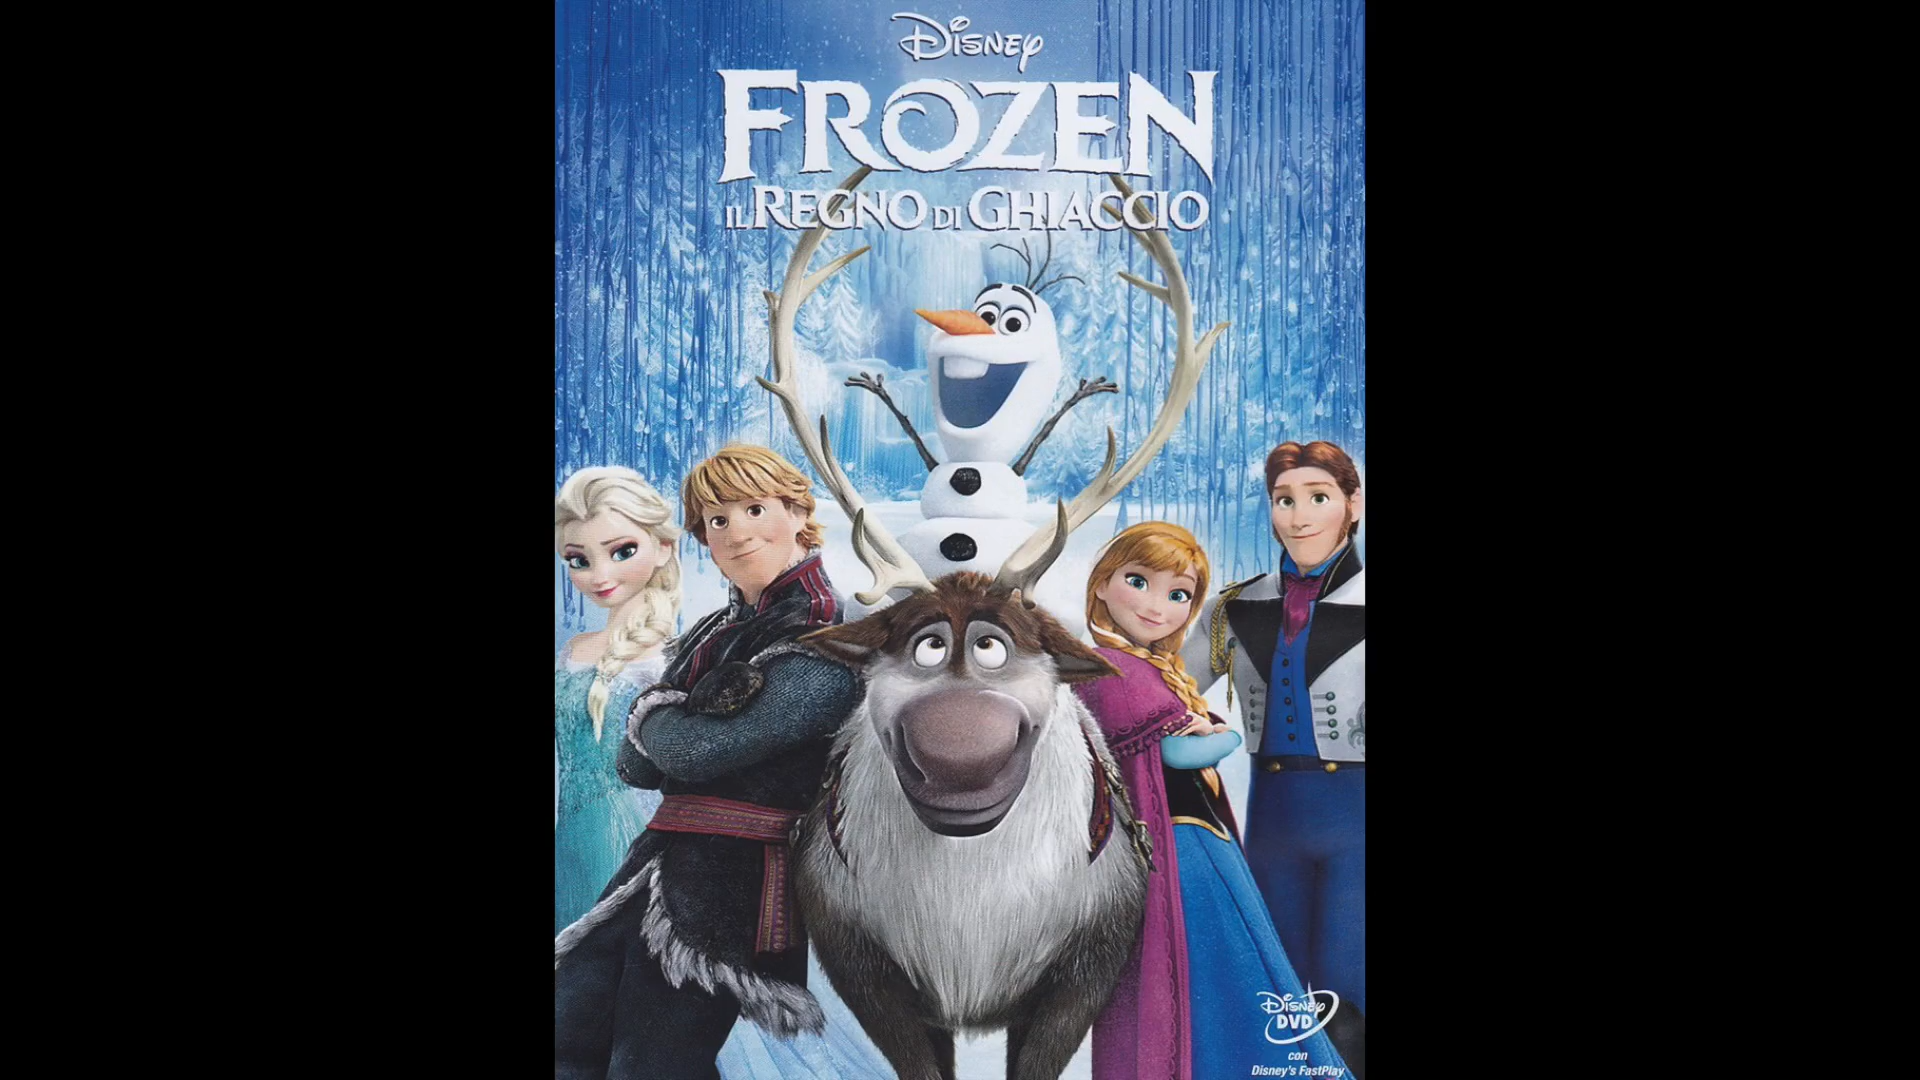 Disney
FROZEN
IL REGNO DI GHIACCIO
Disney
DVD
con
Disney's FastPlay